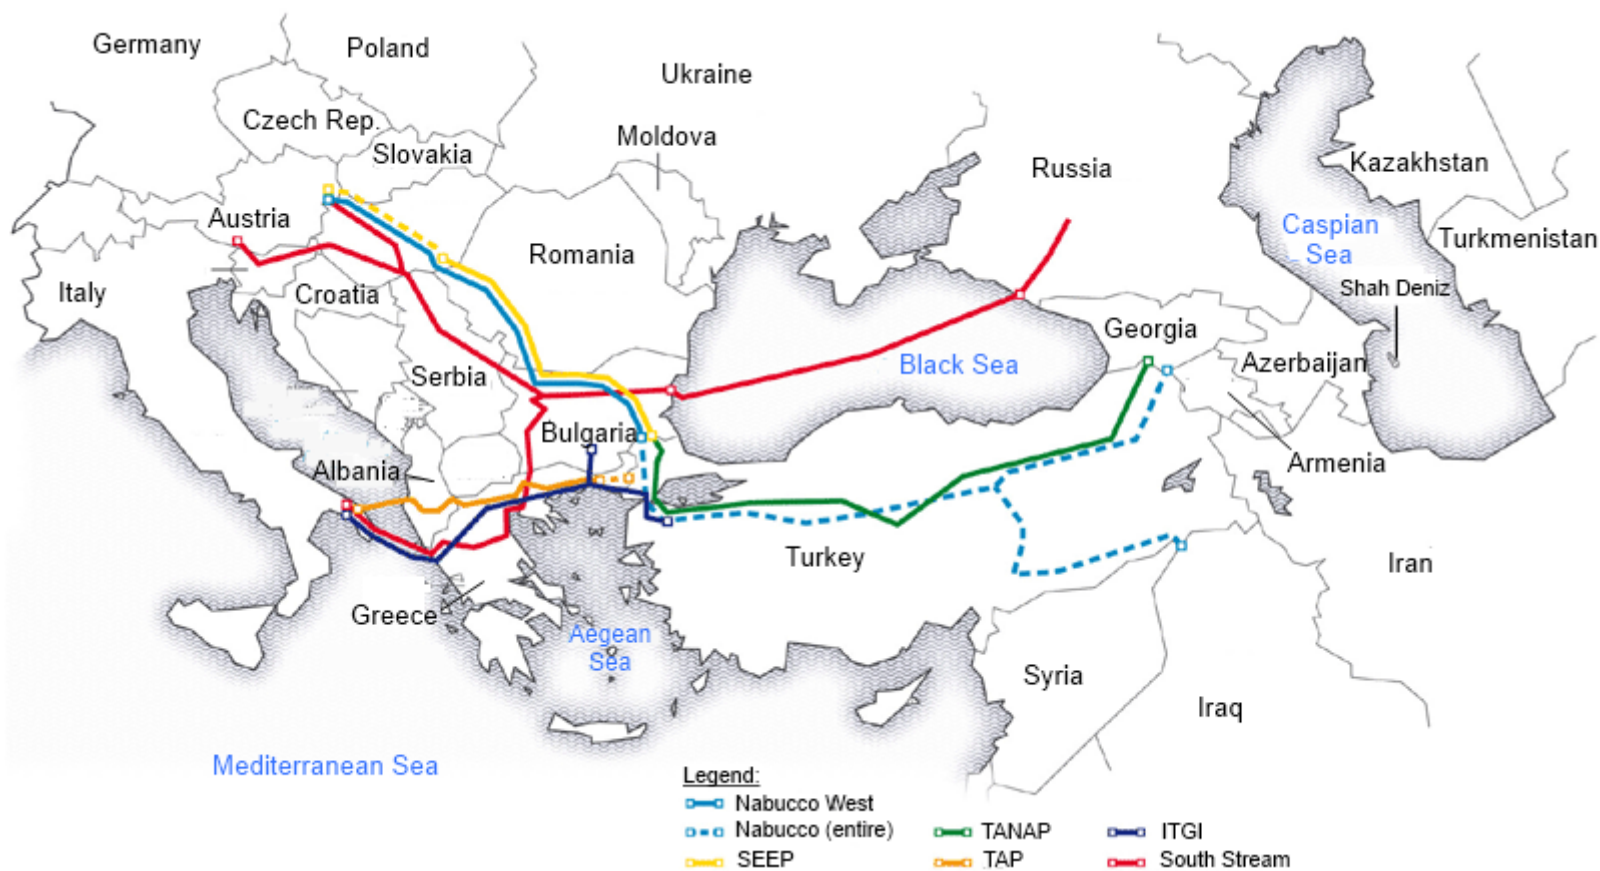 Germany
Poland
Ukraine
Czech Rep.
Moldova
Slovakia
Russia
Kazakhstan
Austria
Caspian
Sea
Turkmenistan
Romania
Italy
Croatia
Shah Deniz
Georgia
Black Sea
Azerbaijan
Serbia
Bulgaria
Albania
Armenia
Turkey
Iran
Greece
Aegean
Sea
Syria
Iraq
Mediterranean Sea
Legend:
Nabucco West
Nabucco (entire)
SEEP
TANAP
TAP
ITGI
South Stream